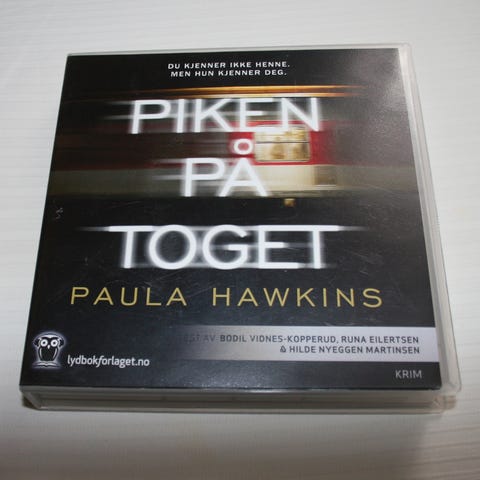 DU KJENNER IKKE HENNE.
MEN HUN KJENNER DEG.
PIKEN
PÅ
TOGET
PAULA HAWKINS
LEST AV BODIL VIDNES-KOPPERUD, RUNA EILERTSEN
& HILDE NYEGGEN MARTINSEN
lydbokforlaget.no
KRIM